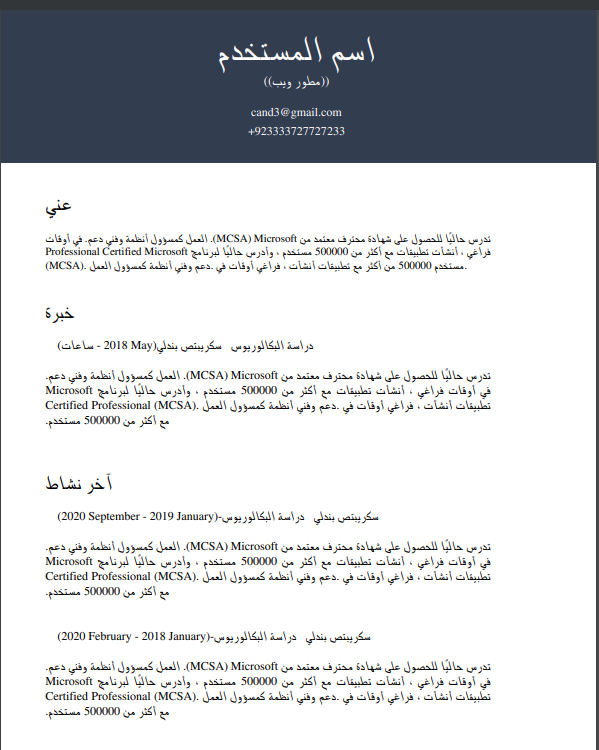 اسم المستخدم
((مطور ويب))
cand3@gmail.com
+923333727727233
عني
تدرس حاليًا للحصول على شهادة محترف معتمد من Microsoft (MCSA). العمل كمسؤول أنظمة وفني دعم. في أوقات
فراغي ، أنشأت تطبيقات مع أكثر من 500000 مستخدم ، وأدرس حاليًا لبرنامج Professional Certified Microsoft
(MCSA). مستخدم 500000 من أكثر مع تطبيقات أنشأت ، فراغي أوقات في .دعم وفني أنظمة كمسؤول العمل.
خبرة
دراسة البكالوريوس سكريبتص بندلي(2018 May - ساعات)
تدرس حاليًا للحصول على شهادة محترف معتمد من Microsoft (MCSA). العمل كمسؤول أنظمة وفني دعم.
في أوقات فراغي ، أنشأت تطبيقات مع أكثر من 500000 مستخدم ، وأدرس حاليًا لبرنامج Microsoft
Certified Professional (MCSA). تطبيقات أنشأت ، فراغي أوقات في .دعم وفني أنظمة كمسؤول العمل
مع أكثر من 500000 مستخدم.
آخر نشاط
سكريبتص بندلي دراسة البكالوريوس-(2020 September - 2019 January)
تدرس حاليًا للحصول على شهادة محترف معتمد من Microsoft (MCSA). العمل كمسؤول أنظمة وفني دعم.
في أوقات فراغي ، أنشأت تطبيقات مع أكثر من 500000 مستخدم ، وأدرس حاليًا لبرنامج Microsoft
Certified Professional (MCSA). تطبيقات أنشأت ، فراغي أوقات في .دعم وفني أنظمة كمسؤول العمل
مع أكثر من 500000 مستخدم.
سكريبتص بندلي دراسة البكالوريوس-(2020 February - 2018 January)
تدرس حاليًا للحصول على شهادة محترف معتمد من Microsoft (MCSA). العمل كمسؤول أنظمة وفني دعم.
في أوقات فراغي ، أنشأت تطبيقات مع أكثر من 500000 مستخدم ، وأدرس حاليًا لبرنامج Microsoft
Certified Professional (MCSA). تطبيقات أنشأت ، فراغي أوقات في .دعم وفني أنظمة كمسؤول العمل
مع أكثر من 500000 مستخدم.